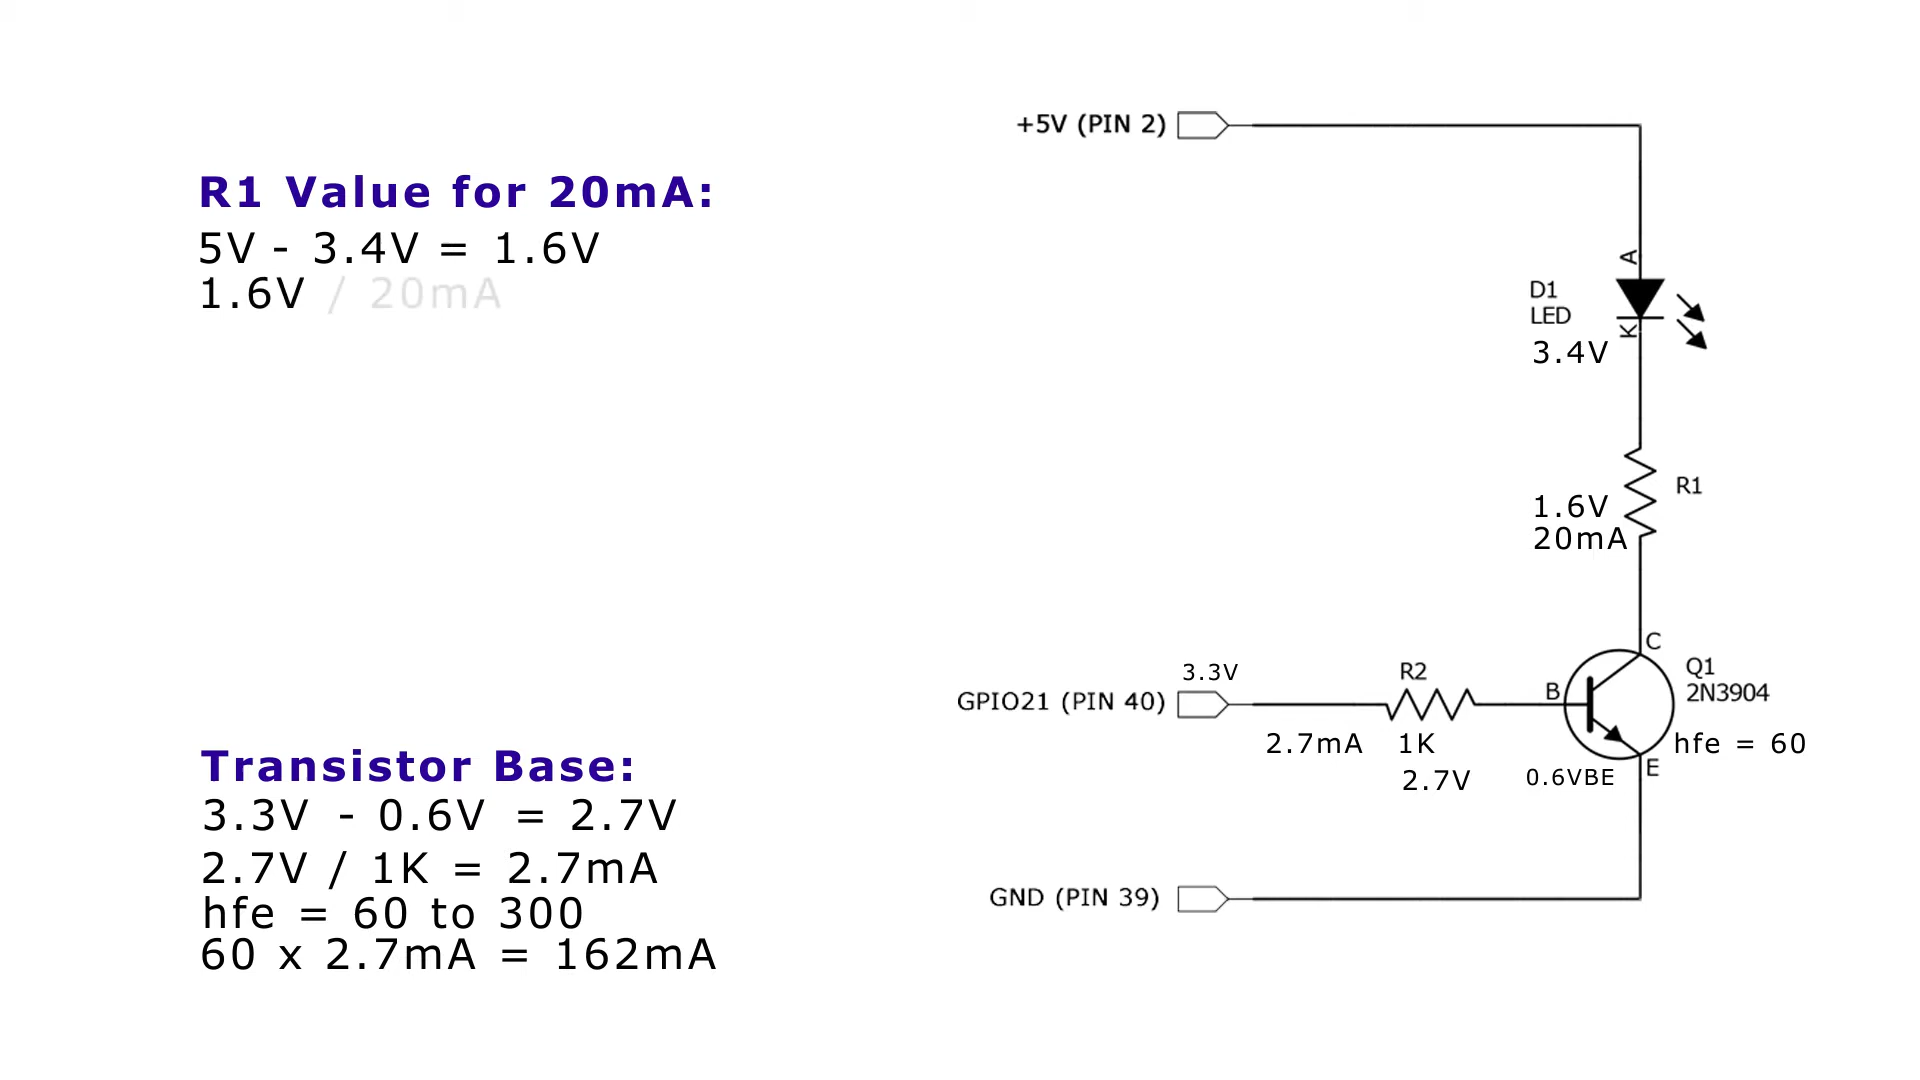 R1 Value for 20mA:
5V - 3.4V = 1.6V
1.6V / 20mA
Transistor Base:
3.3V - 0.6V = 2.7V
2.7V / 1K = 2.7mA
hfe = 60 to 300
60 x 2.7mA = 162mA
+5V (PIN 2)
A
D1
LED
K
3.4V
R1
1.6V
20mA
C
Q1
2N3904
3.3V
R2
B
GPIO21 (PIN 40)
2.7mA
1K
hfe = 60
2.7V
0.6VBE
E
GND (PIN 39)